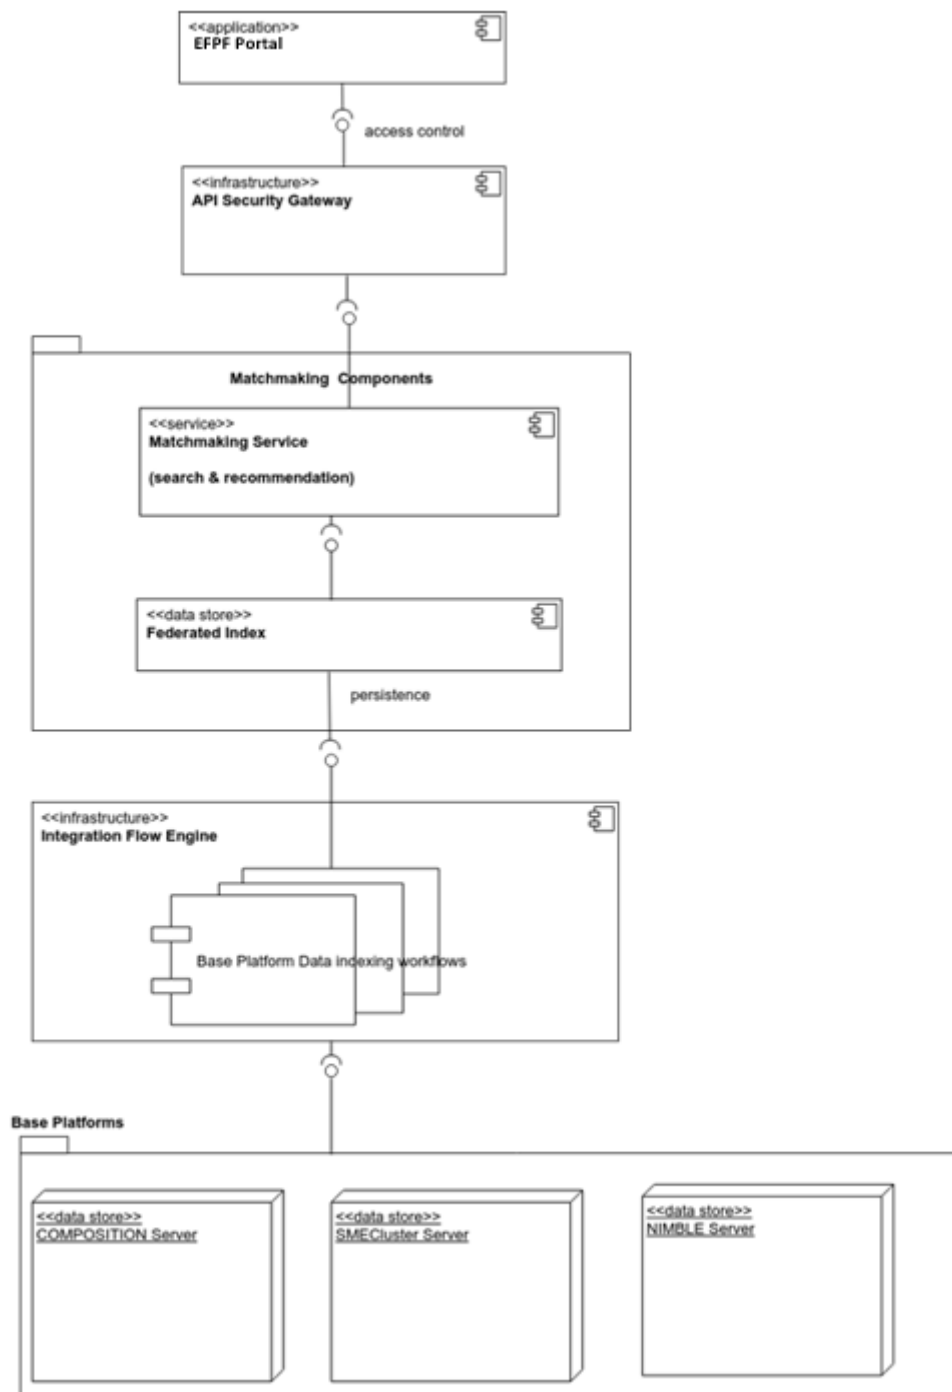 <<application>>
EFPF Portal
access control
<<infrastructure>>
API Security Gateway
Matchmaking Components
<<service>>
Matchmaking Service
(search & recommendation)
<<data store>>
Federated Index
persistence
<<infrastructure>>
Integration Flow Engine
Base Platform Data indexing workflows
Base Platforms
<<data store>>
COMPOSITION Server
<<data store>>
SMECluster Server
<<data store>>
NIMBLE Server